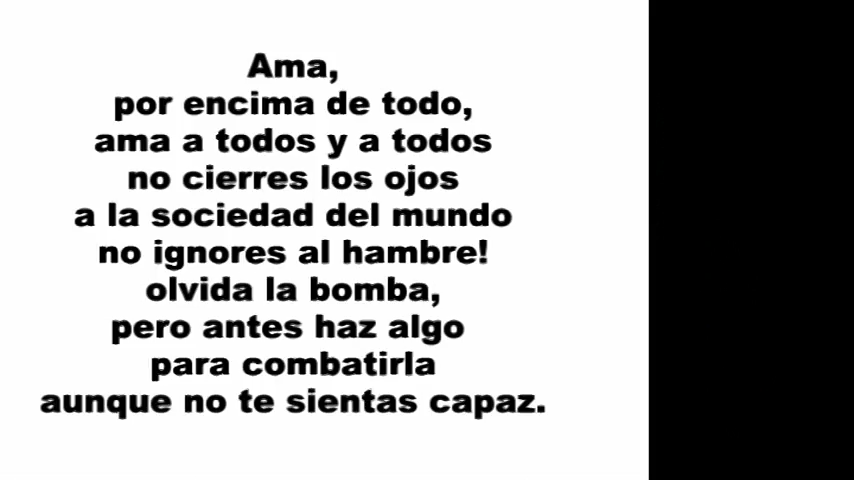 Ama,
por encima de todo,
ama a todos y a todos
no cierres los ojos
a la sociedad del mundo
no ignores al hambre!
olvida la bomba,
pero antes haz algo
para combatirla
aunque no te sientas capaz.